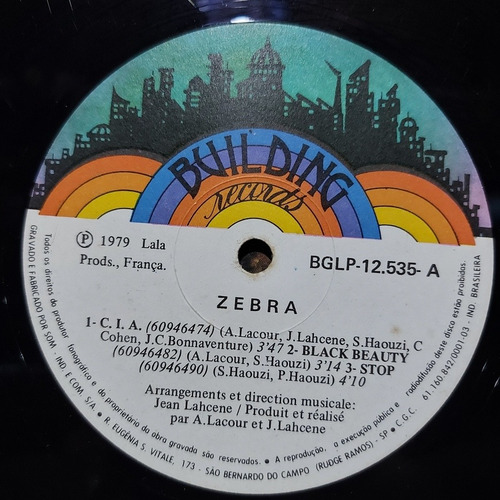 BUILDING
records
℗ 1979 Lala
Prods., França.
BGLP-12.535- A
ZEBRA
1- C. I. A. (60946474) (A.Lacour, J.Lahcene, S.Haouzi, C
Cohen, J.C.Bonnaventure) 3'47 2- BLACK BEAUTY
(60946482) (A.Lacour, S.Haouzi) 3'14 3- STOP
(60946490) (S.Haouzi, P.Haouzi) 4'10
Arrangements et direction musicale:
Jean Lahcene / Produit et réalisé
par A.Lacour et J.Lahcene
Todos os direitos do produtor fonográfico e do proprietário da obra gravada são reservados. • A reprodução, a execução pública e radiodifusão deste disco estão proibidas.
GRAVADO E FABRICADO POR SOM - IND. E COM. S/A. • R. EUGÊNIA S. VITALE, 173 - SÃO BERNARDO DO CAMPO (RUDGE RAMOS) - SP • C.G.C. 61.160.842/0001-03 - IND. BRASILEIRA